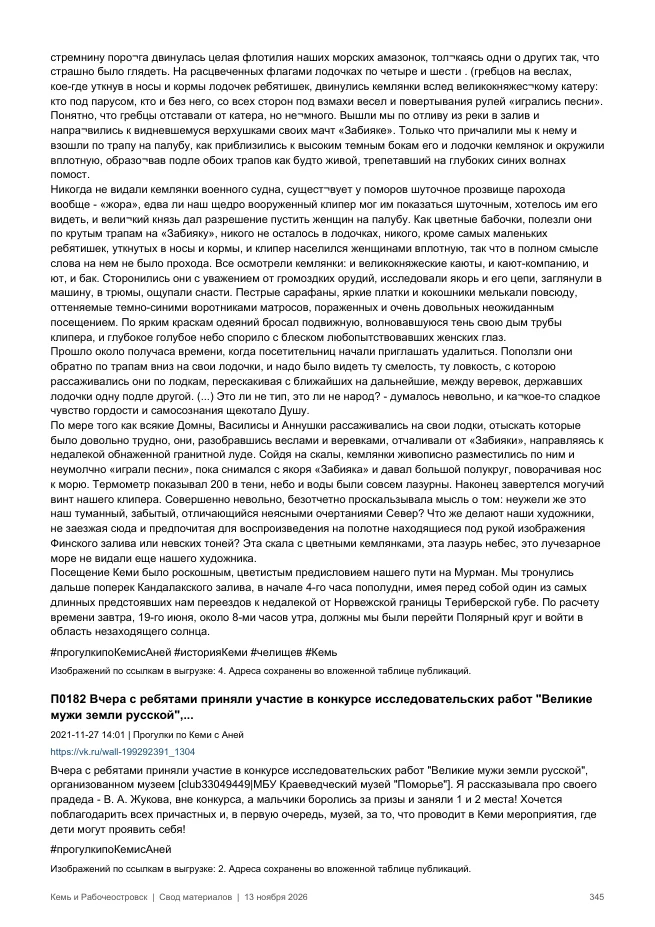 стремнину поро¬га двинулась целая флотилия наших морских амазонок, тол¬каясь одни о других так, что
страшно было глядеть. На расцвеченных флагами лодочках по четыре и шести . (гребцов на веслах,
кое-где уткнув в носы и кормы лодочек ребятишек, двинулись кемлянки вслед великокняжес¬кому катеру:
кто под парусом, кто и без него, со всех сторон под взмахи весел и повертывания рулей «игрались песни».
Понятно, что гребцы отставали от катера, но не¬много. Вышли мы по отливу из реки в залив и
напра¬вились к видневшемуся верхушками своих мачт «Забияке». Только что причалили мы к нему и
взошли по трапу на палубу, как приблизились к высоким темным бокам его и лодочки кемлянок и окружили
вплотную, образо¬вав подле обоих трапов как будто живой, трепетавший на глубоких синих волнах
помост.
Никогда не видали кемлянки военного судна, сущест¬вует у поморов шуточное прозвище парохода
вообще - «жора», едва ли наш щедро вооруженный клипер мог им показаться шуточным, хотелось им его
видеть, и вели¬кий князь дал разрешение пустить женщин на палубу. Как цветные бабочки, полезли они
по крутым трапам на «Забияку», никого не осталось в лодочках, никого, кроме самых маленьких
ребятишек, уткнутых в носы и кормы, и клипер населился женщинами вплотную, так что в полном смысле
слова на нем не было прохода. Все осмотрели кемлянки: и великокняжеские каюты, и кают-компанию, и
ют, и бак. Сторонились они с уважением от громоздких орудий, исследовали якорь и его цепи, заглянули в
машину, в трюмы, ощупали снасти. Пестрые сарафаны, яркие платки и кокошники мелькали повсюду,
оттеняемые темно-синими воротниками матросов, пораженных и очень довольных неожиданным
посещением. По ярким краскам одеяний бросал подвижную, волновавшуюся тень свою дым трубы
клипера, и глубокое голубое небо спорило с блеском любопытствовавших женских глаз.
Прошло около получаса времени, когда посетительниц начали приглашать удалиться. Поползли они
обратно по трапам вниз на свои лодочки, и надо было видеть ту смелость, ту ловкость, с которою
рассаживались они по лодкам, перескакивая с ближайших на дальнейшие, между веревок, державших
лодочки одну подле другой. (...) Это ли не тип, это ли не народ? - думалось невольно, и ка¬кое-то сладкое
чувство гордости и самосознания щекотало Душу.
По мере того как всякие Домны, Василисы и Аннушки рассаживались на свои лодки, отыскать которые
было довольно трудно, они, разобравшись веслами и веревками, отчаливали от «Забияки», направляясь к
недалекой обнаженной гранитной луде. Сойдя на скалы, кемлянки живописно разместились по ним и
неумолчно «играли песни», пока снимался с якоря «Забияка» и давал большой полукруг, поворачивая нос
к морю. Термометр показывал 200 в тени, небо и воды были совсем лазурны. Наконец завертелся могучий
винт нашего клипера. Совершенно невольно, безотчетно проскальзывала мысль о том: неужели же это
наш туманный, забытый, отличающийся неясными очертаниями Север? Что же делают наши художники,
не заезжая сюда и предпочитая для воспроизведения на полотне находящиеся под рукой изображения
Финского залива или невских тоней? Эта скала с цветными кемлянками, эта лазурь небес, это лучезарное
море не видали еще нашего художника.
Посещение Кеми было роскошным, цветистым предисловием нашего пути на Мурман. Мы тронулись
дальше поперек Кандалакского залива, в начале 4-го часа пополудни, имея перед собой один из самых
длинных предстоявших нам переездов к недалекой от Норвежской границы Териберской губе. По расчету
времени завтра, 19-го июня, около 8-ми часов утра, должны мы были перейти Полярный круг и войти в
область незаходящего солнца.
#прогулкипоКемисАней #историяКеми #челищев #Кемь
Изображений по ссылкам в выгрузке: 4. Адреса сохранены во вложенной таблице публикаций.
П0182 Вчера с ребятами приняли участие в конкурсе исследовательских работ "Великие
мужи земли русской",...
2021-11-27 14:01 | Прогулки по Кеми с Аней
https://vk.ru/wall-199292391_1304
Вчера с ребятами приняли участие в конкурсе исследовательских работ "Великие мужи земли русской",
организованном музеем [club33049449|МБУ Краеведческий музей "Поморье"]. Я рассказывала про своего
прадеда - В. А. Жукова, вне конкурса, а мальчики боролись за призы и заняли 1 и 2 места! Хочется
поблагодарить всех причастных и, в первую очередь, музей, за то, что проводит в Кеми мероприятия, где
дети могут проявить себя!
#прогулкипоКемисАней
Изображений по ссылкам в выгрузке: 2. Адреса сохранены во вложенной таблице публикаций.
Кемь и Рабочеостровск | Свод материалов | 13 ноября 2026
345